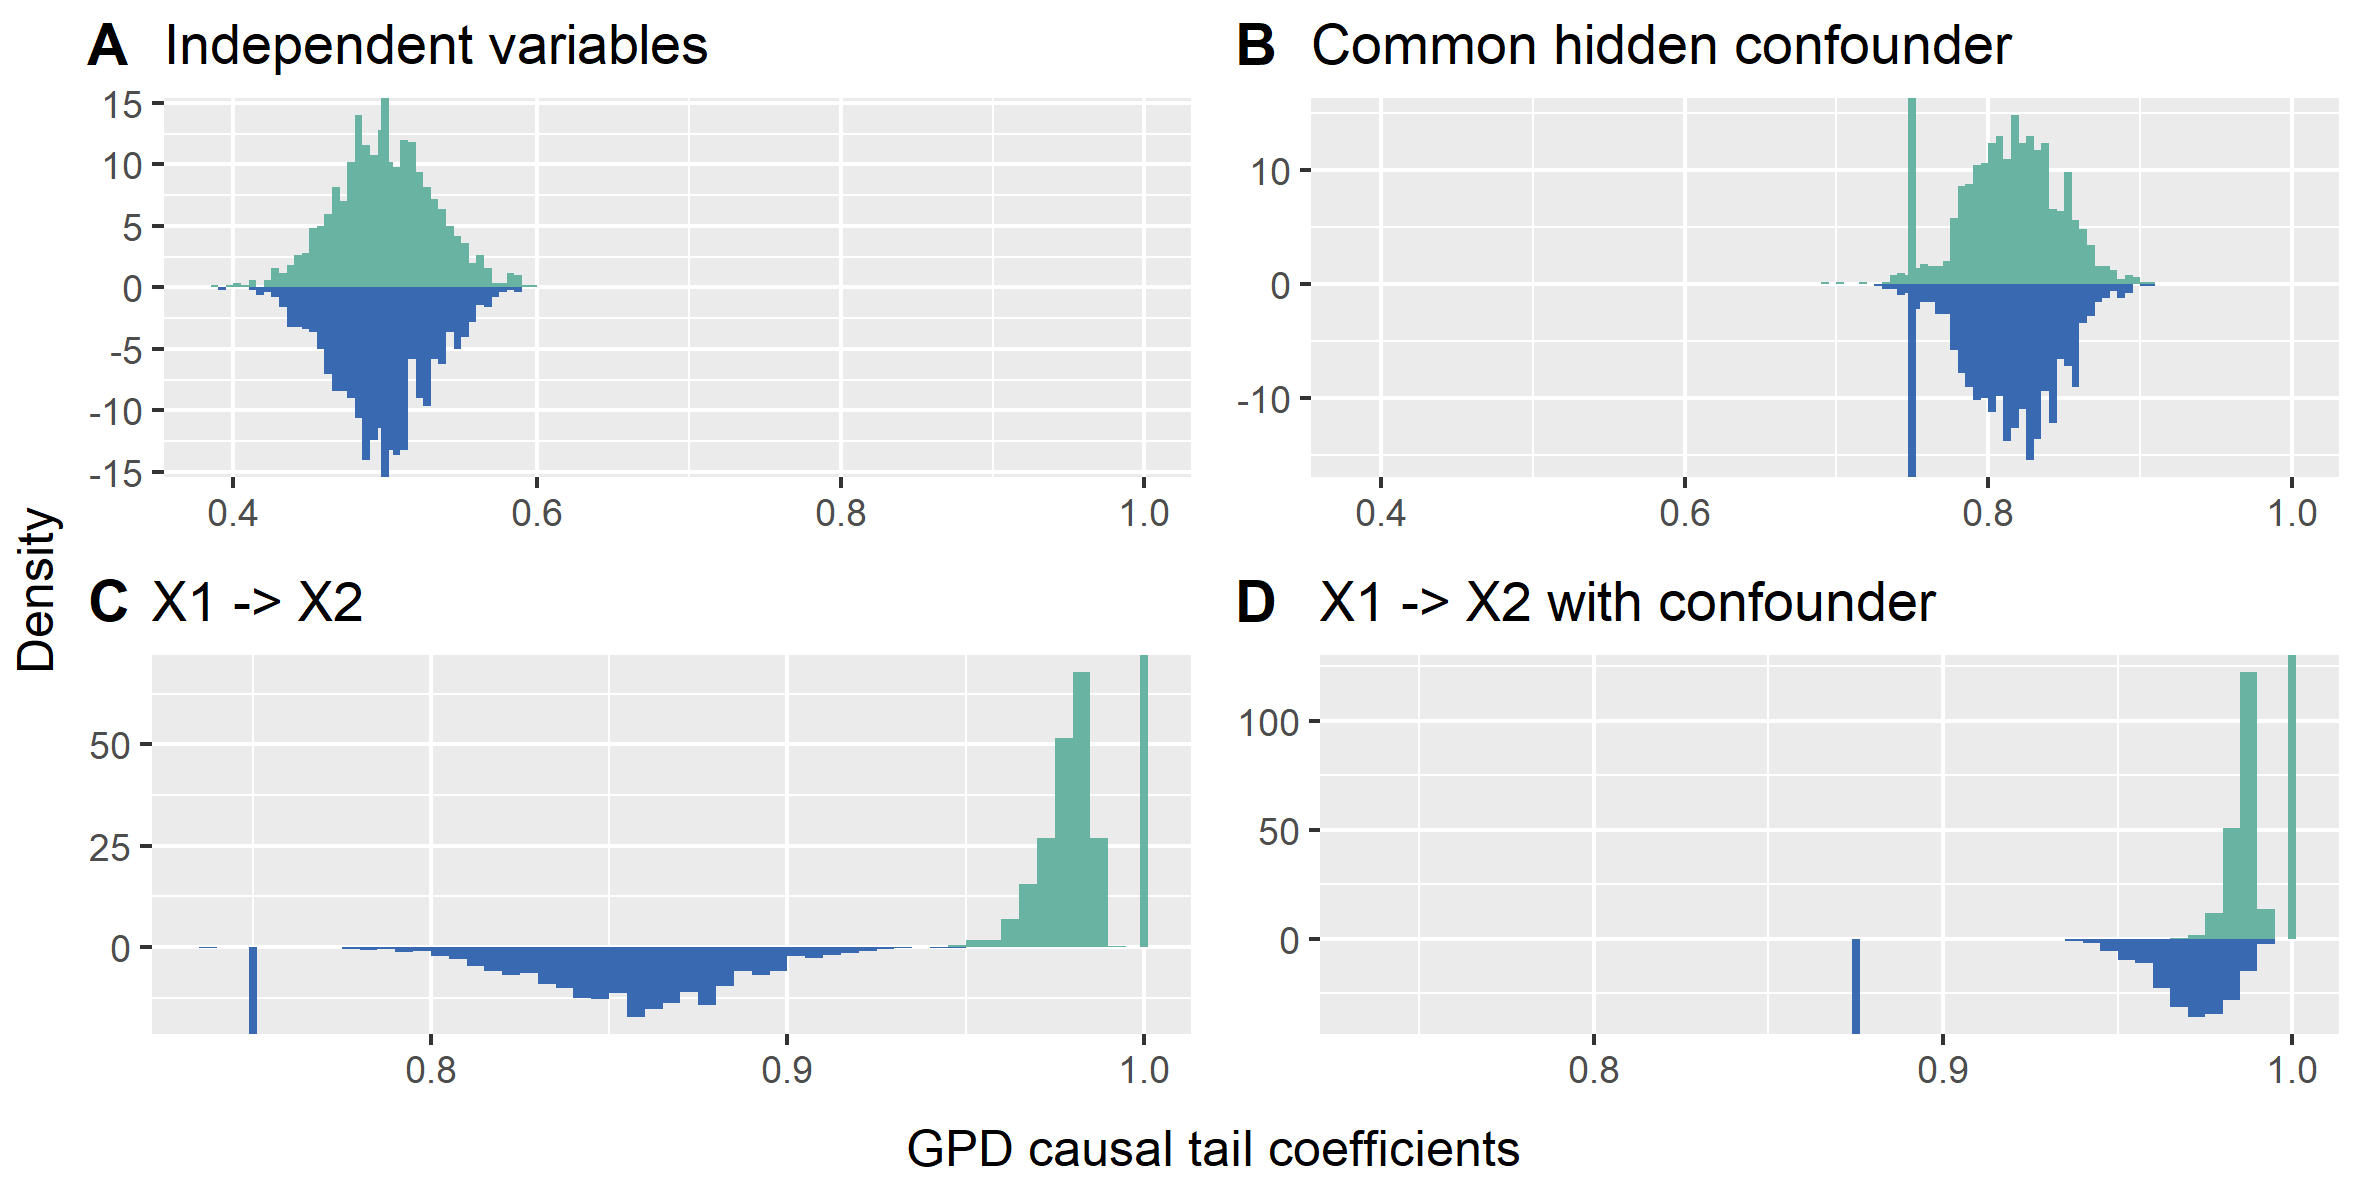 A Independent variables
B Common hidden confounder
15
10
5
0
-5
-10
-15
0.4 0.6 0.8 1.0
10
0
-10
0.4 0.6 0.8 1.0
Density
C X1 -> X2
D X1 -> X2 with confounder
50
25
0
0.8 0.9 1.0
100
50
0
0.8 0.9 1.0
GPD causal tail coefficients